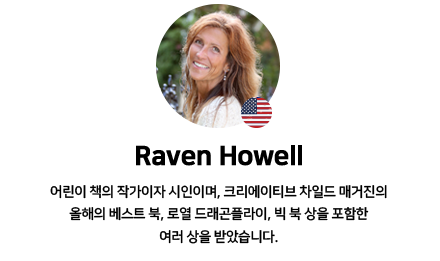 Raven Howell
어린이 책의 작가이자 시인이며, 크리에이티브 차일드 매거진의
올해의 베스트 북, 로열 드래곤플라이, 빅 북 상을 포함한
여러 상을 받았습니다.